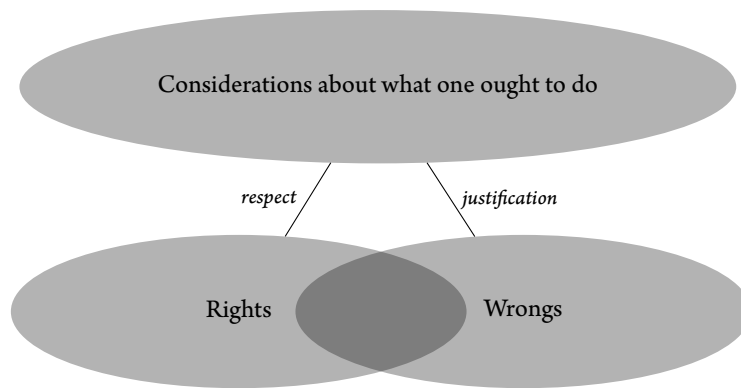 Considerations about what one ought to do
respect
justification
Rights
Wrongs